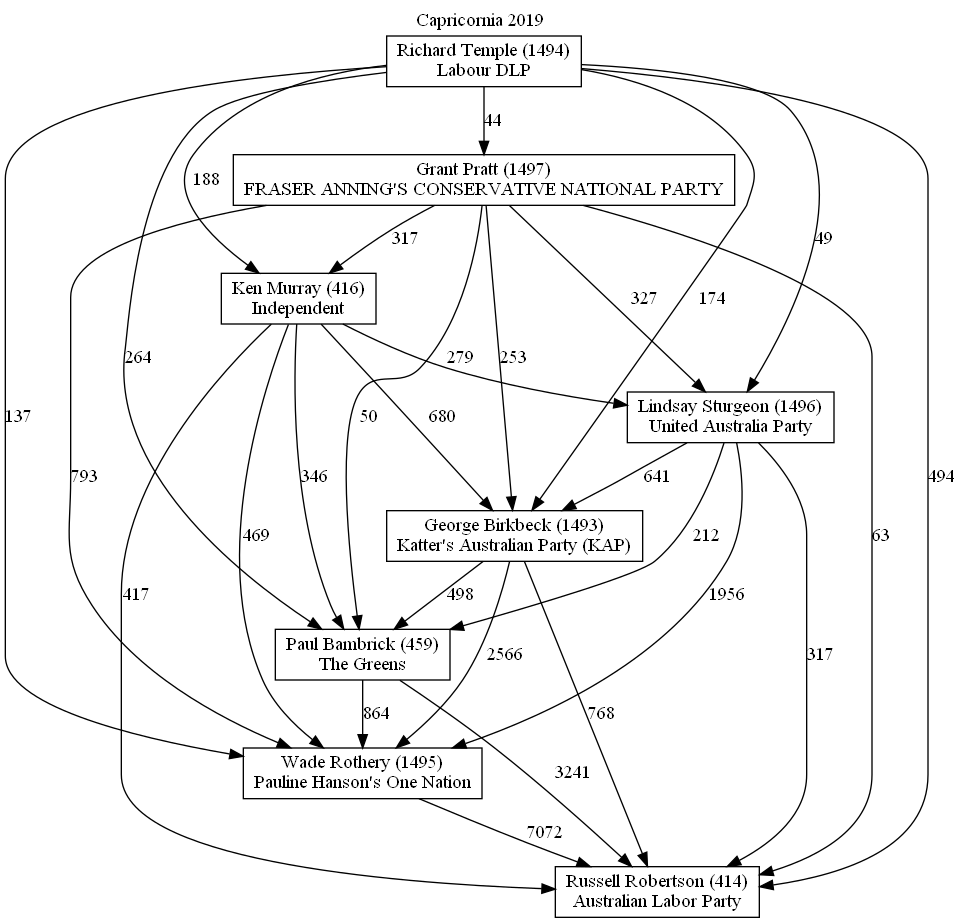 Capricornia 2019
Richard Temple (1494)
Labour DLP
44
Grant Pratt (1497)
FRASER ANNING'S CONSERVATIVE NATIONAL PARTY
188
317
49
Ken Murray (416)
Independent
327
174
264
279
253
Lindsay Sturgeon (1496)
United Australia Party
137
50
680
793
346
641
494
George Birkbeck (1493)
Katter's Australian Party (KAP)
469
212
63
417
498
1956
Paul Bambrick (459)
The Greens
2566
317
864
768
Wade Rothery (1495)
Pauline Hanson's One Nation
3241
7072
Russell Robertson (414)
Australian Labor Party